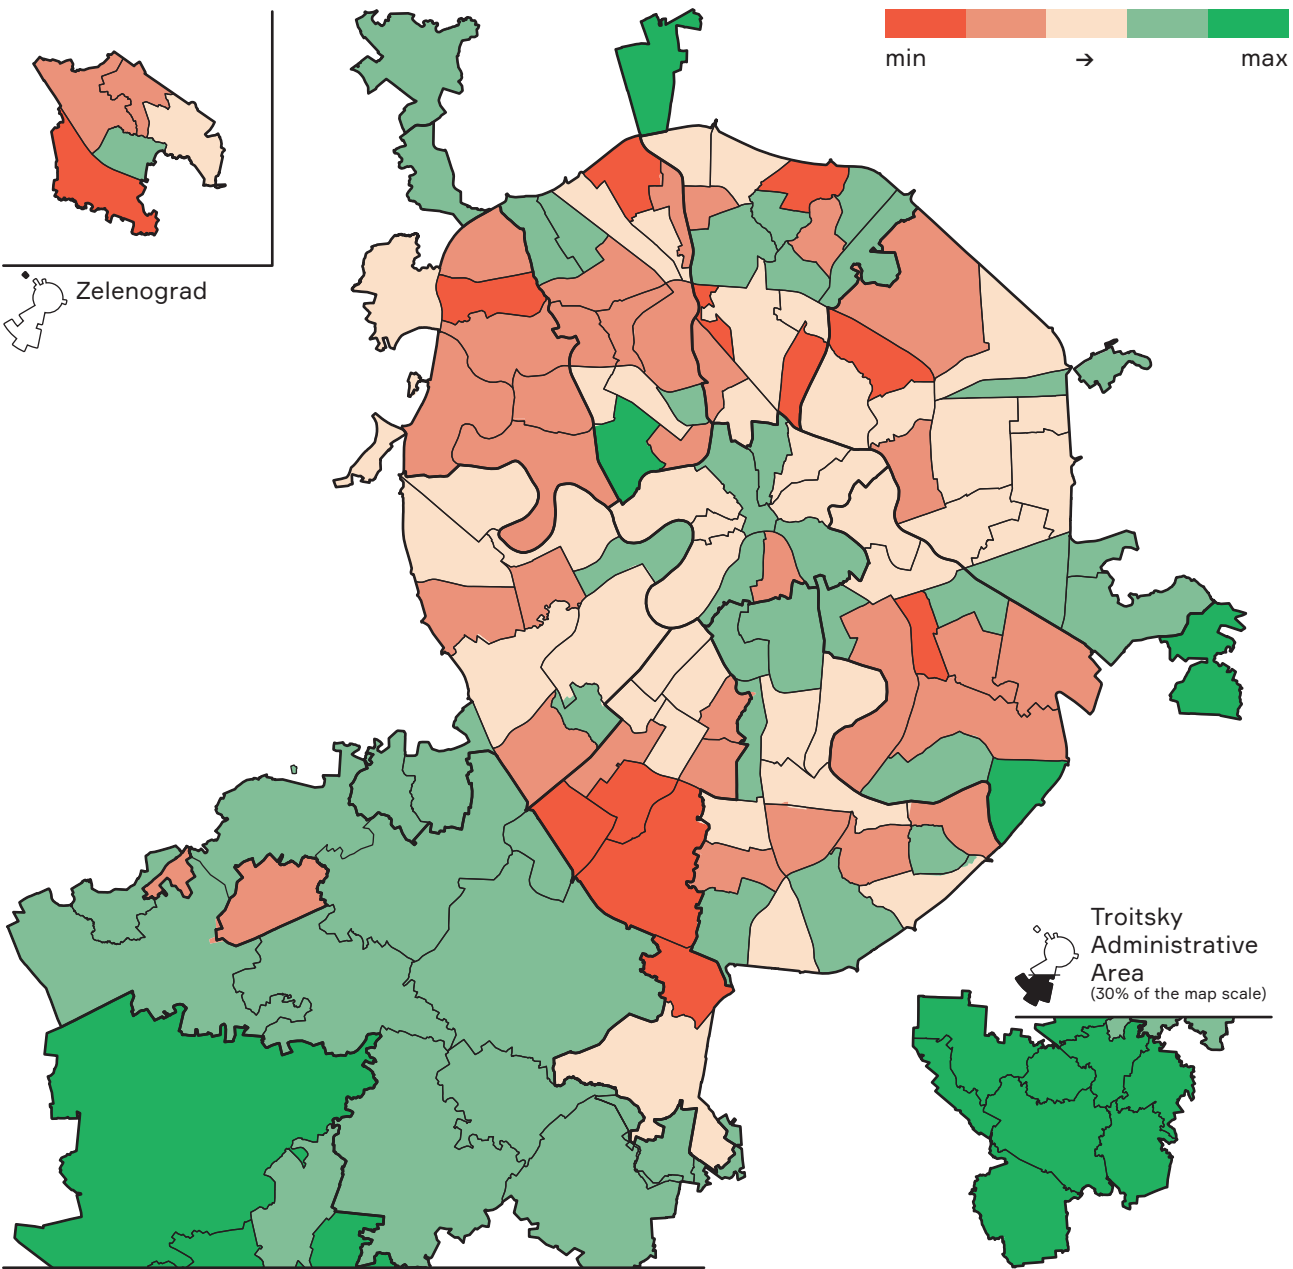 min → max
Zelenograd
Troitsky
Administrative
Area
(30% of the map scale)